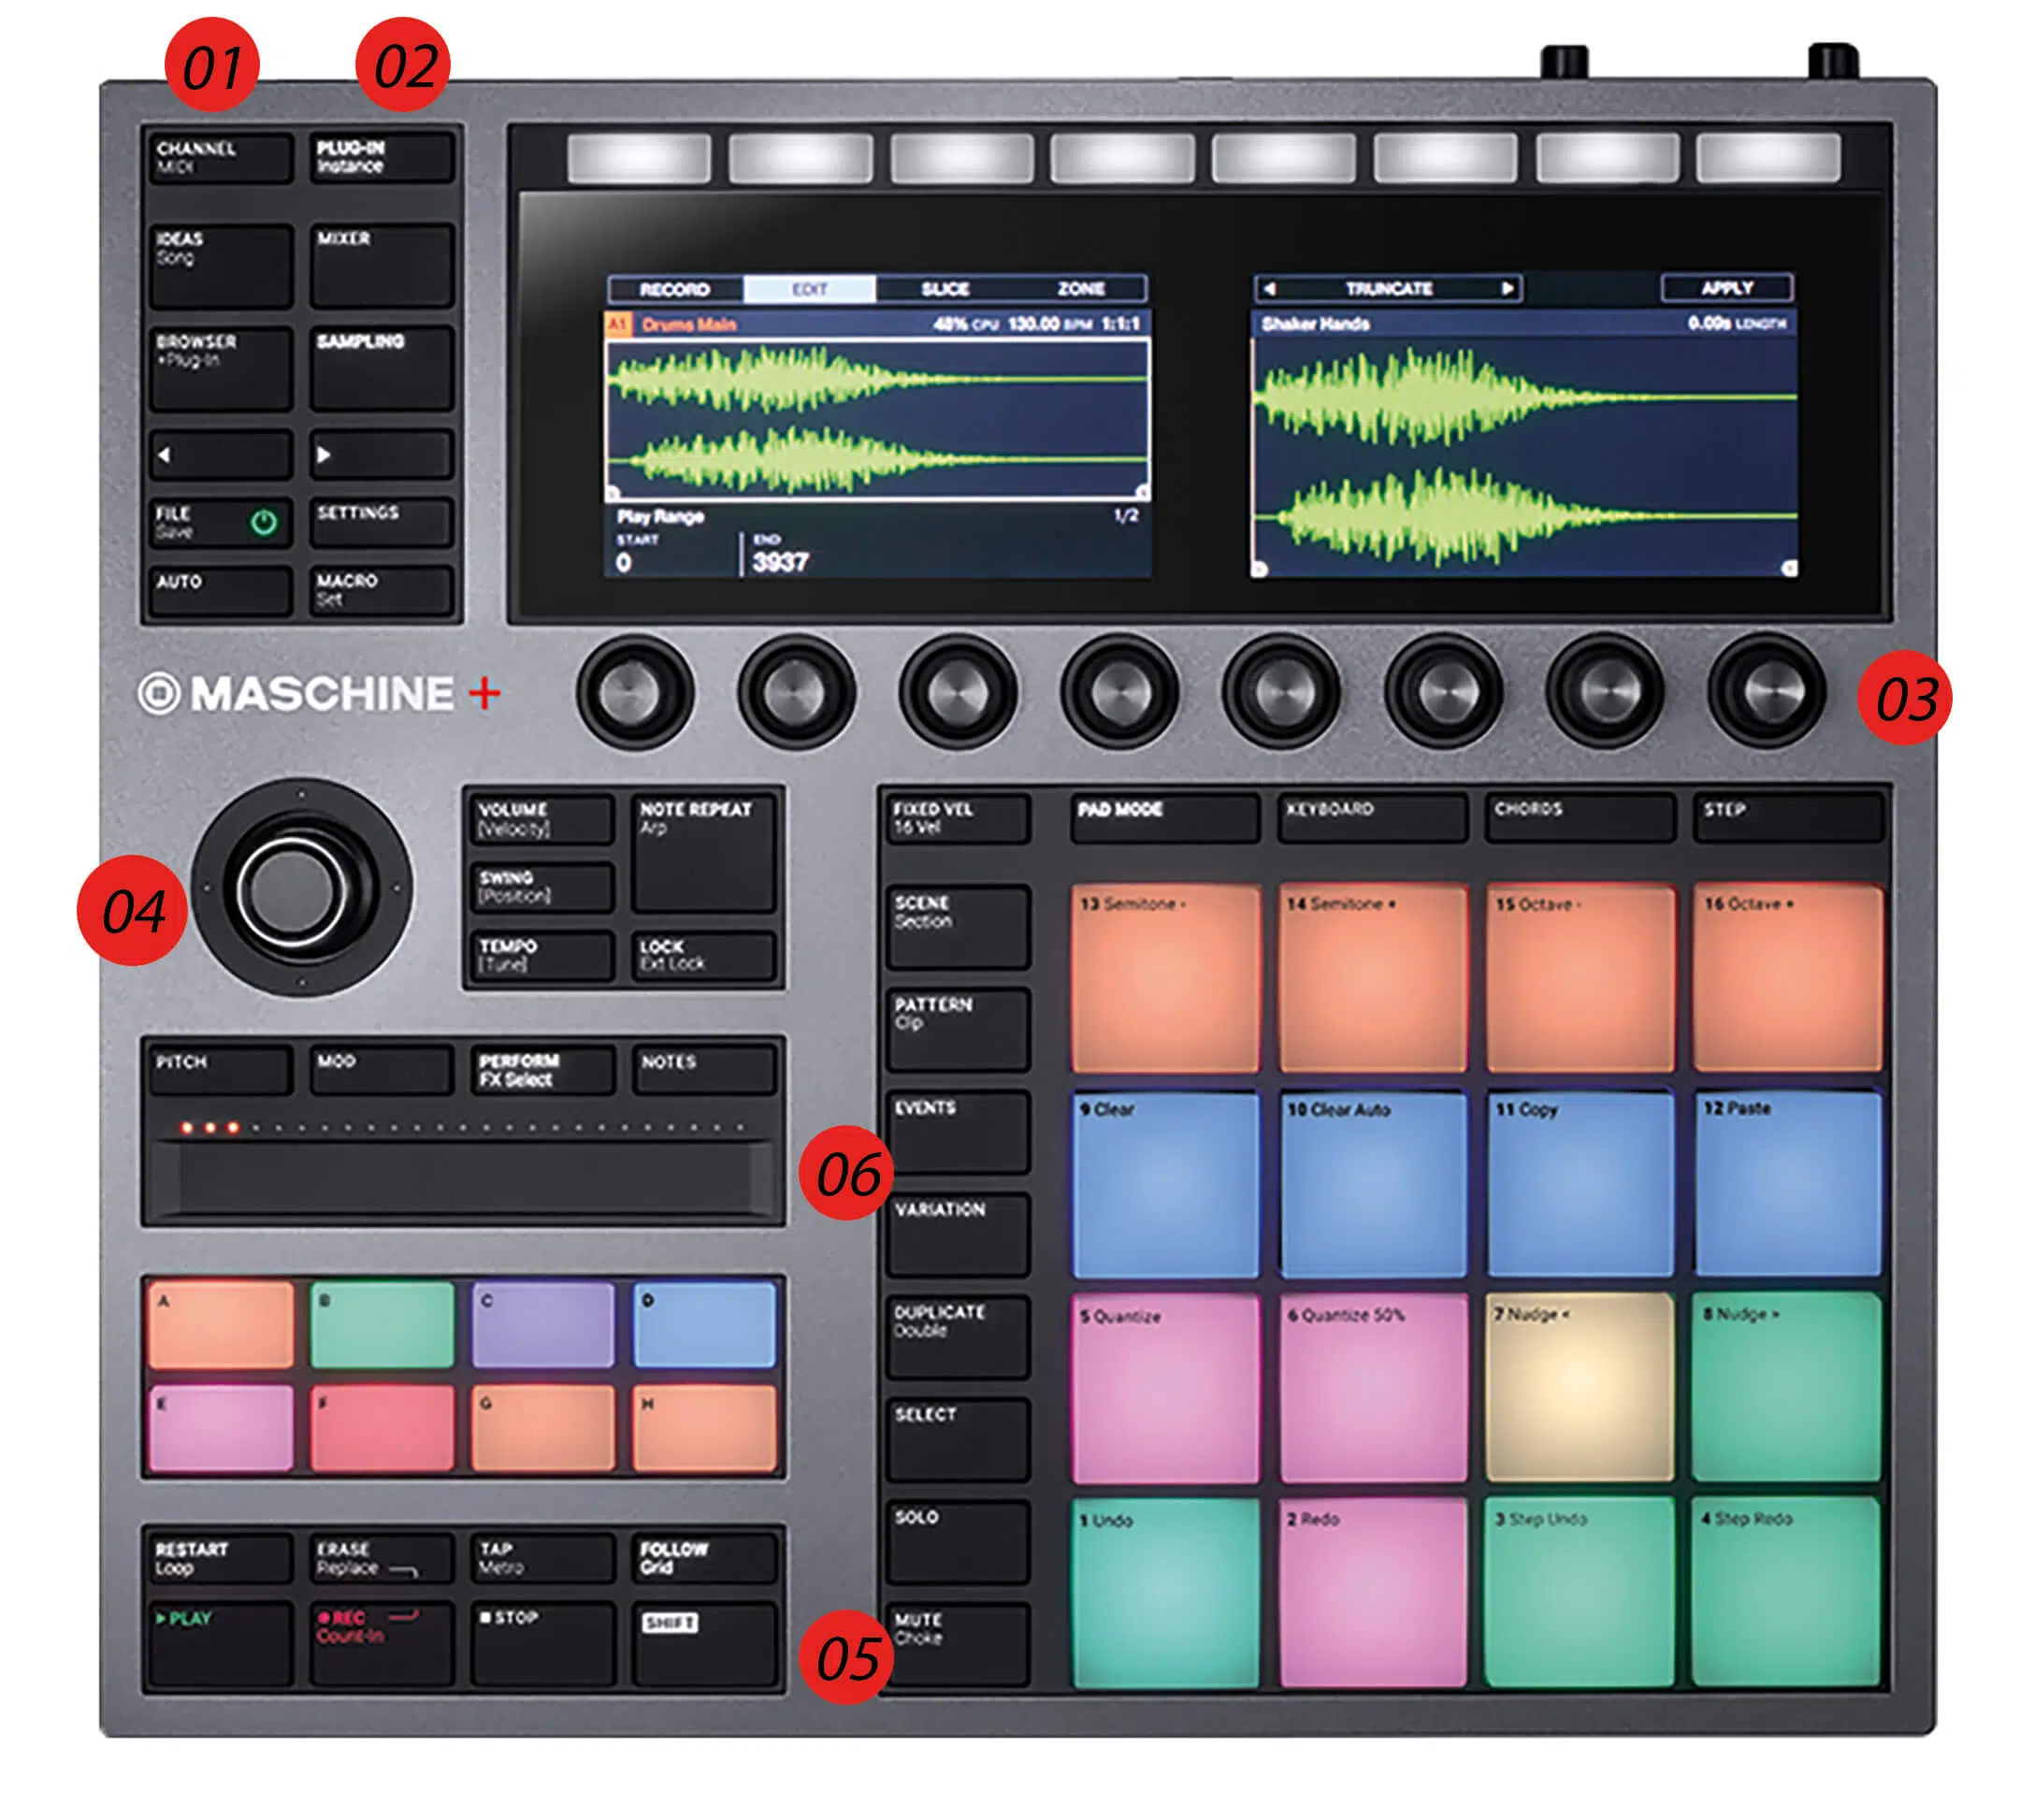 01
02
CHANNEL
MIDI
PLUG-IN
Instance
IDEAS
Song
MIXER
BROWSER
+Plug-In
SAMPLING
FILE
Save
SETTINGS
AUTO
MACRO
Set
RECORD
EDIT
SLICE
ZONE
A1 Drums Main
48% CPU 130.00 BPM 1:1:1
Play Range
1/2
START
0
END
3937
TRUNCATE
APPLY
Shaker Hands
0.09s LENGTH
MASCHINE +
03
04
VOLUME
[Velocity]
NOTE REPEAT
Arp
SWING
[Position]
TEMPO
[Tune]
LOCK
Ext Lock
PITCH
MOD
PERFORM
FX Select
NOTES
A
B
C
D
E
F
G
H
RESTART
Loop
ERASE
Replace
TAP
Metro
FOLLOW
Grid
PLAY
REC
Count-In
STOP
SHIFT
FIXED VEL
16 Vel
PAD MODE
KEYBOARD
CHORDS
STEP
SCENE
Section
PATTERN
Clip
EVENTS
06
VARIATION
DUPLICATE
Double
SELECT
SOLO
05
MUTE
Choke
13 Semitone -
14 Semitone +
15 Octave -
16 Octave +
9 Clear
10 Clear Auto
11 Copy
12 Paste
5 Quantize
6 Quantize 50%
7 Nudge <
8 Nudge >
1 Undo
2 Redo
3 Step Undo
4 Step Redo